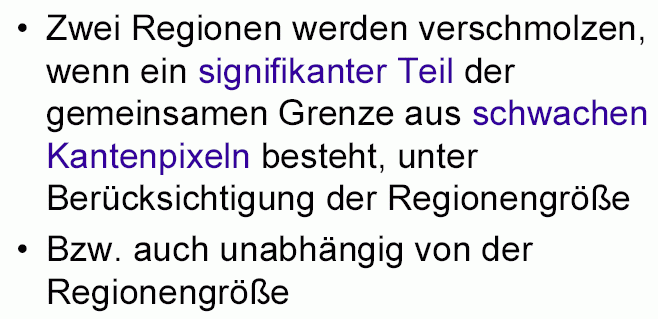 • Zwei Regionen werden verschmolzen,
wenn ein signifikanter Teil der
gemeinsamen Grenze aus schwachen
Kantenpixeln besteht, unter
Berücksichtigung der Regionengröße
• Bzw. auch unabhängig von der
Regionengröße